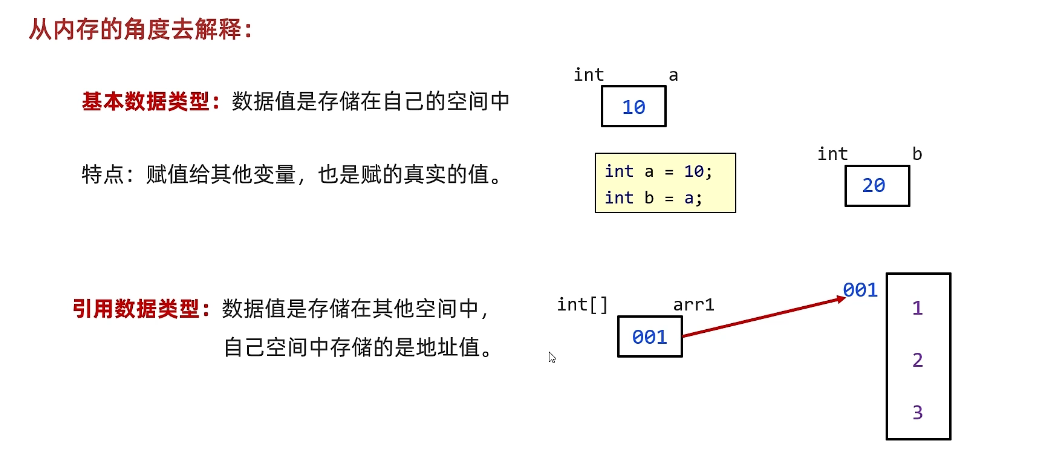 从内存的角度去解释：
int a
10
基本数据类型：数据值是存储在自己的空间中
int b
20
特点：赋值给其他变量，也是赋的真实的值。
int a = 10;
int b = a;
引用数据类型：数据值是存储在其他空间中，
自己空间中存储的是地址值。
int[] arr1
001
001
1
2
3